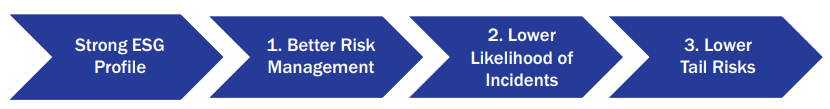 Strong ESG
Profile
1. Better Risk
Management
2. Lower
Likelihood of
Incidents
3. Lower
Tail Risks